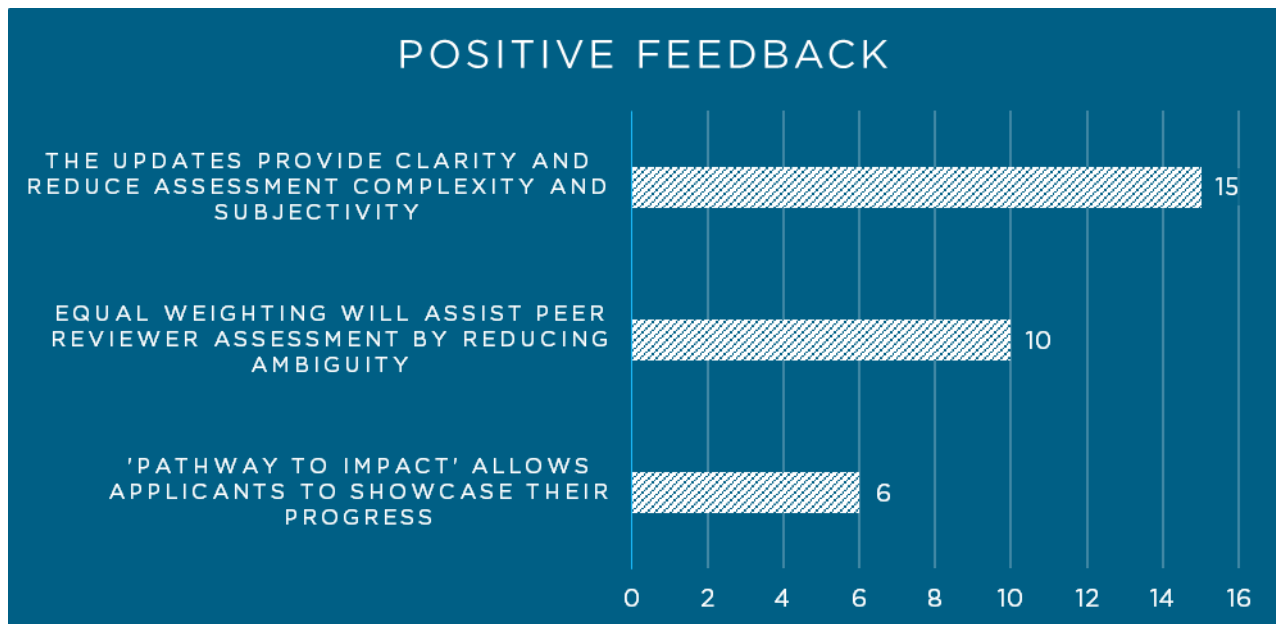 POSITIVE FEEDBACK
THE UPDATES PROVIDE CLARITY AND
REDUCE ASSESSMENT COMPLEXITY AND
SUBJECTIVITY
15
EQUAL WEIGHTING WILL ASSIST PEER
REVIEWER ASSESSMENT BY REDUCING
AMBIGUITY
10
'PATHWAY TO IMPACT' ALLOWS
APPLICANTS TO SHOWCASE THEIR
PROGRESS
6
0 2 4 6 8 10 12 14 16